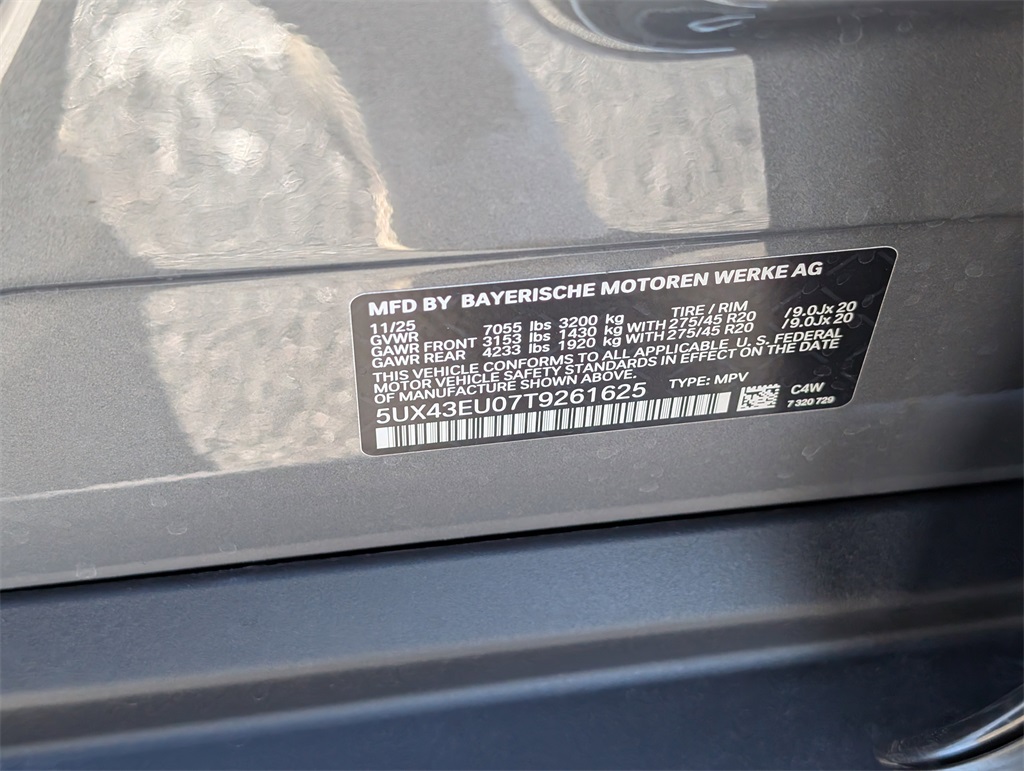 MFD BY BAYERISCHE MOTOREN WERKE AG
11/25 TIRE / RIM
GVWR 7055 lbs 3200 kg
GAWR FRONT 3153 lbs 1430 kg WITH 275/45 R20 /9.0Jx 20
GAWR REAR 4233 lbs 1920 kg WITH 275/45 R20 /9.0Jx 20
THIS VEHICLE CONFORMS TO ALL APPLICABLE U. S. FEDERAL
MOTOR VEHICLE SAFETY STANDARDS IN EFFECT ON THE DATE
OF MANUFACTURE SHOWN ABOVE.
5UX43EU07T9261625 TYPE: MPV
C4W
7 320 729